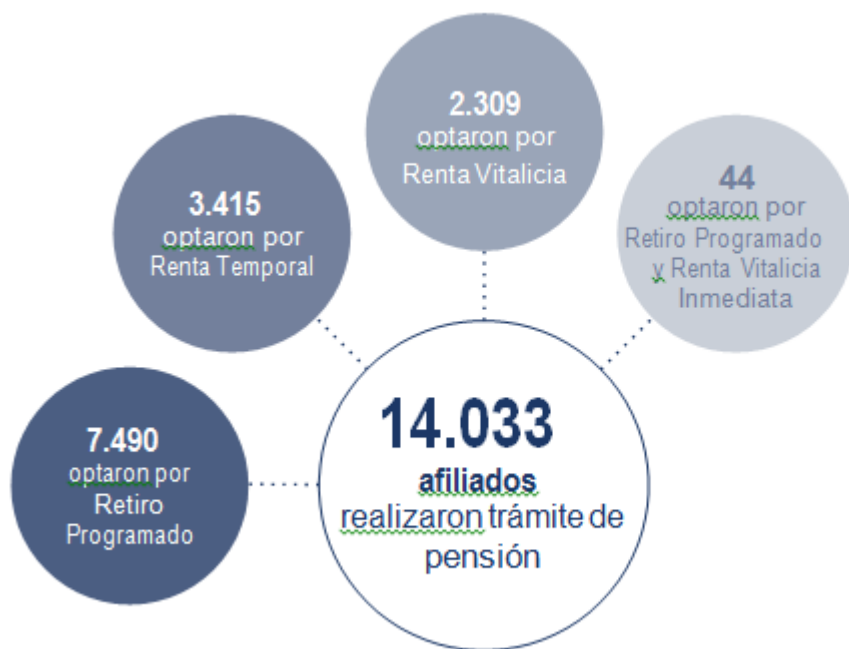 2.309
optaron por
Renta Vitalicia
3.415
optaron por
Renta Temporal
44
optaron por
Retiro Programado
y Renta Vitalicia
Inmediata
7.490
optaron por
Retiro
Programado
14.033
afiliados
realizaron trámite de
pensión